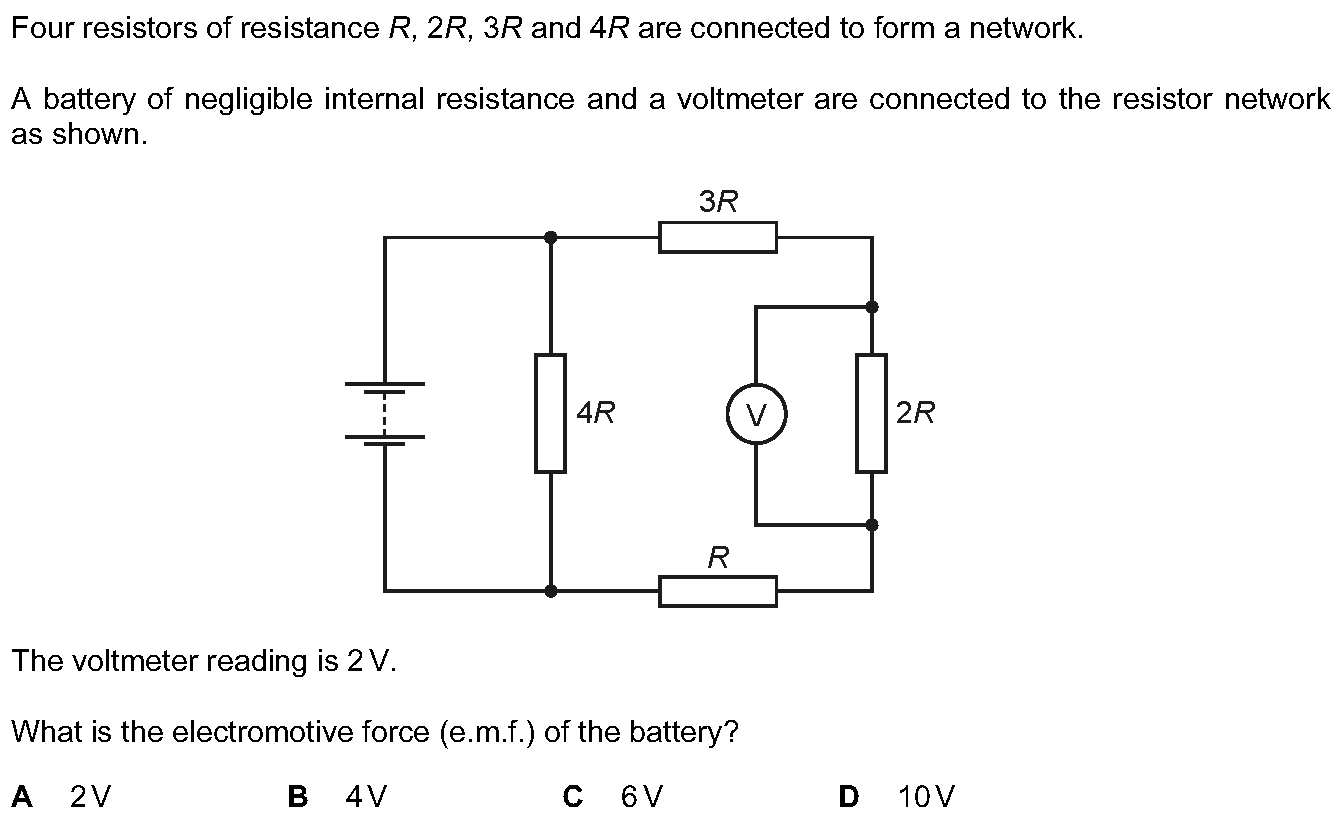 Four resistors of resistance R, 2R, 3R and 4R are connected to form a network.
A battery of negligible internal resistance and a voltmeter are connected to the resistor network
as shown.
3R
4R
V
2R
R
The voltmeter reading is 2 V.
What is the electromotive force (e.m.f.) of the battery?
A 2 V B 4 V C 6 V D 10 V